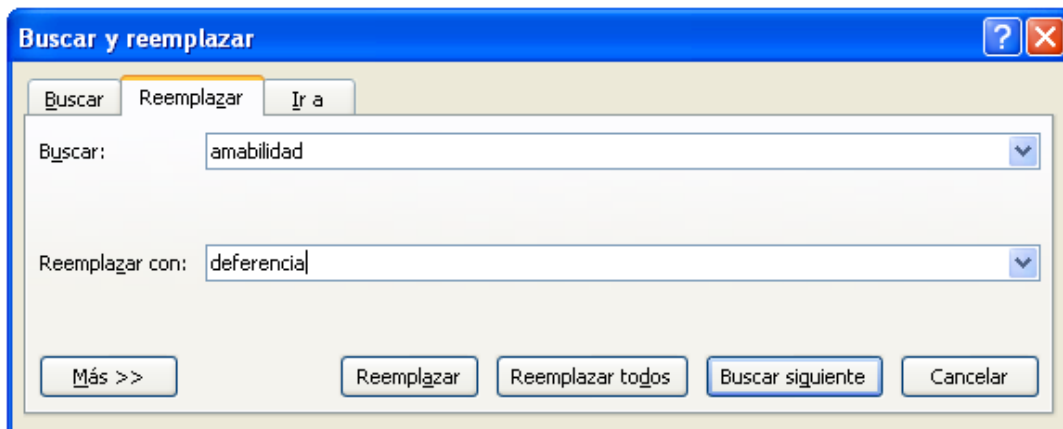 Buscar y reemplazar
Buscar Reemplazar Ir a
Buscar: amabilidad
Reemplazar con: deferencia
Más >> Reemplazar Reemplazar todos Buscar siguiente Cancelar